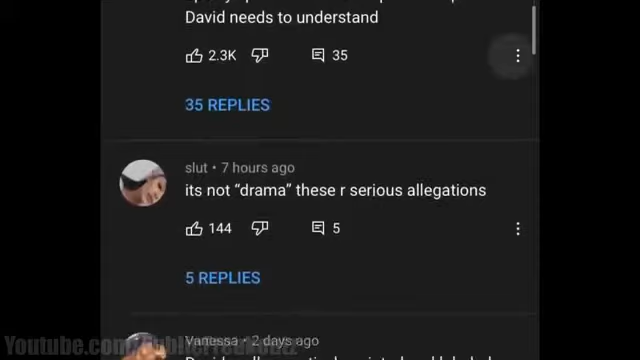 David needs to understand
2.3K 35
35 REPLIES
slut • 7 hours ago
its not “drama” these r serious allegations
144 5
5 REPLIES
Vanessa • 2 days ago